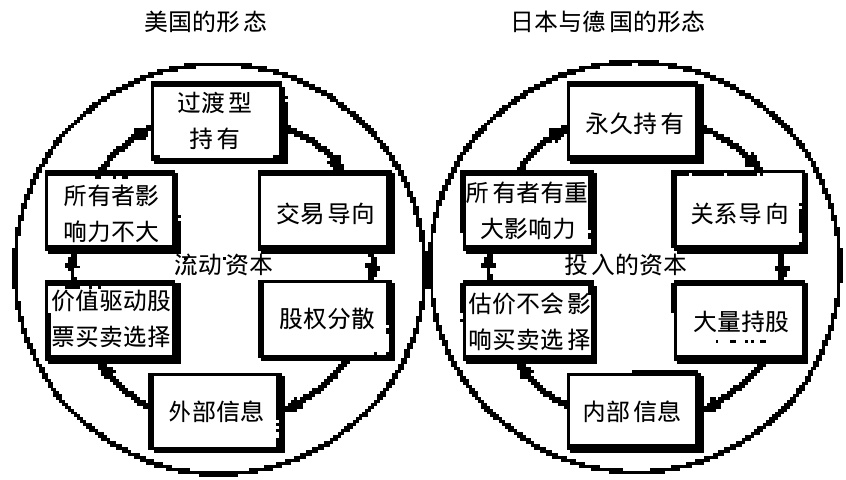 美国的形态
日本与德国的形态
过渡型
持有
交易导向
股权分散
外部信息
价值驱动股
票买卖选择
所有者影
响力不大
流动资本
永久持有
关系导向
大量持股
内部信息
估价不会影
响买卖选择
所有者有重
大影响力
投入的资本